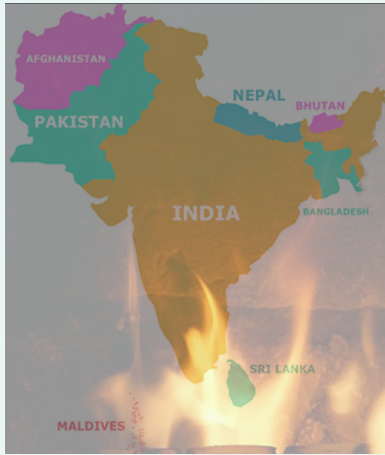 AFGHANISTAN
NEPAL
BHUTAN
PAKISTAN
INDIA
BANGLADESH
SRI LANKA
MALDIVES